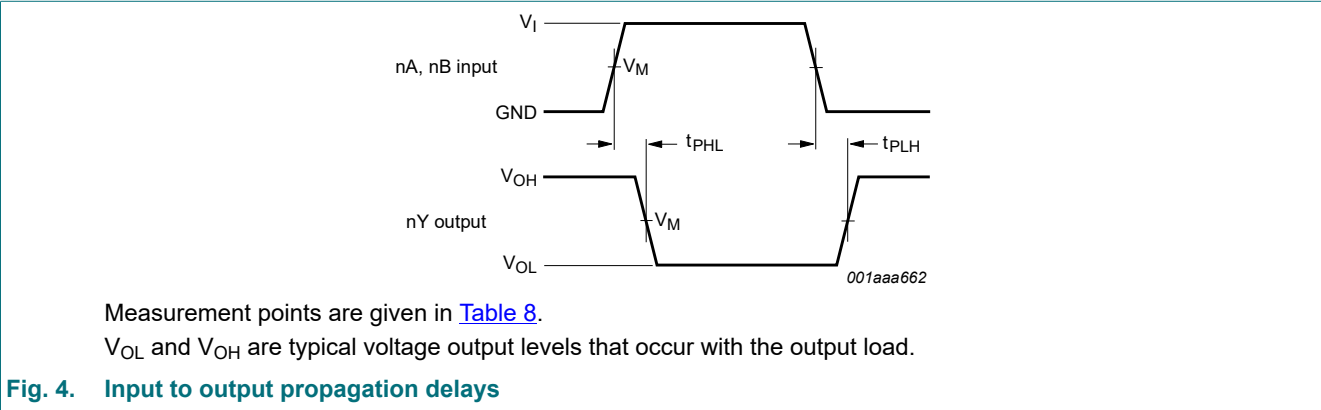 V_I
nA, nB input
V_M
GND
t_PHL
t_PLH
V_OH
nY output
V_M
V_OL
001aaa662
Measurement points are given in Table 8.
V_OL and V_OH are typical voltage output levels that occur with the output load.
Fig. 4. Input to output propagation delays